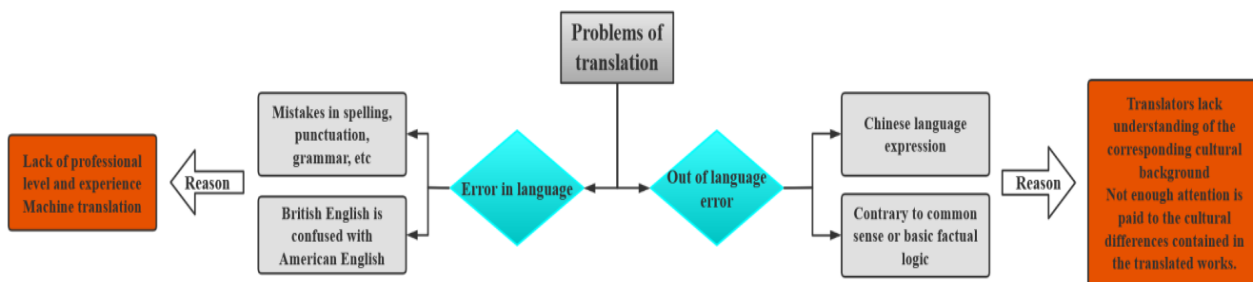 Problems of
translation
Mistakes in spelling,
punctuation,
grammar, etc
Chinese language
expression
Translators lack
understanding of the
corresponding cultural
background
Not enough attention is
paid to the cultural
differences contained in
the translated works.
Lack of professional
level and experience
Machine translation
Reason
Error in language
Out of language
error
Reason
British English is
confused with
American English
Contrary to common
sense or basic factual
logic